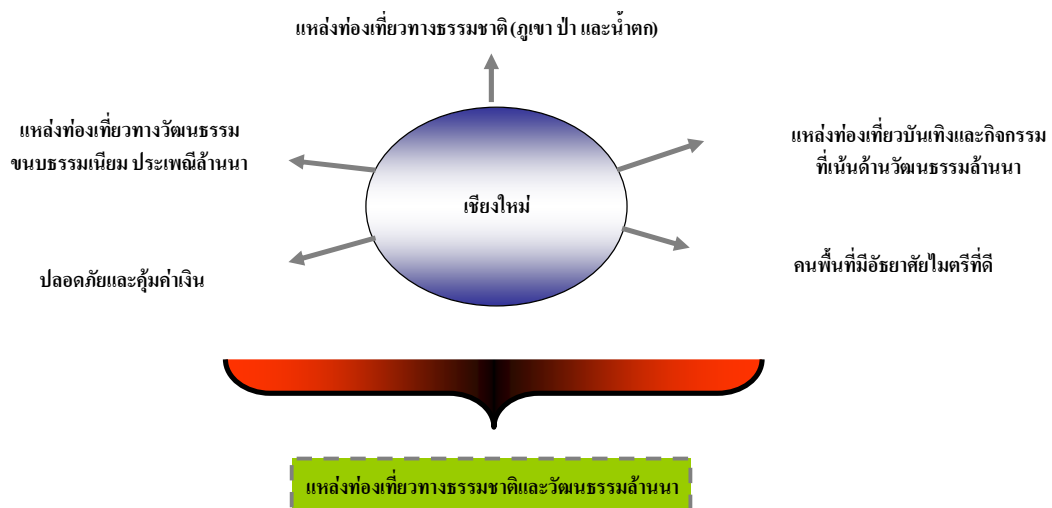 แหล่งท่องเที่ยวทางธรรมชาติ (ภูเขา ป่า และน้ำตก)
แหล่งท่องเที่ยวทางวัฒนธรรม
ขนบธรรมเนียม ประเพณีล้านนา
แหล่งท่องเที่ยวบันเทิงและกิจกรรม
ที่เน้นด้านวัฒนธรรมล้านนา
เชียงใหม่
ปลอดภัยและคุ้มค่าเงิน
คนพื้นที่มีอัธยาศัยไมตรีที่ดี
แหล่งท่องเที่ยวทางธรรมชาติและวัฒนธรรมล้านนา